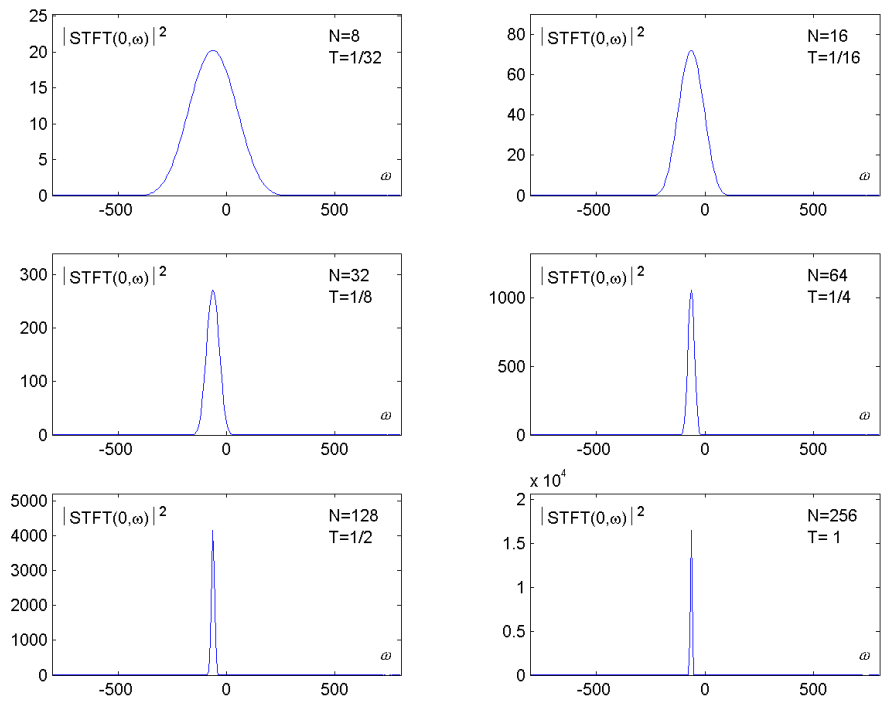 |STFT(0,ω)|²
N=8
T=1/32
25
20
15
10
5
0
-500 0 500
ω
|STFT(0,ω)|²
N=16
T=1/16
80
60
40
20
0
-500 0 500
ω
|STFT(0,ω)|²
N=32
T=1/8
300
200
100
0
-500 0 500
ω
|STFT(0,ω)|²
N=64
T=1/4
1000
500
0
-500 0 500
ω
|STFT(0,ω)|²
N=128
T=1/2
5000
4000
3000
2000
1000
0
-500 0 500
ω
x 10⁴
|STFT(0,ω)|²
N=256
T= 1
2
1.5
1
0.5
0
-500 0 500
ω